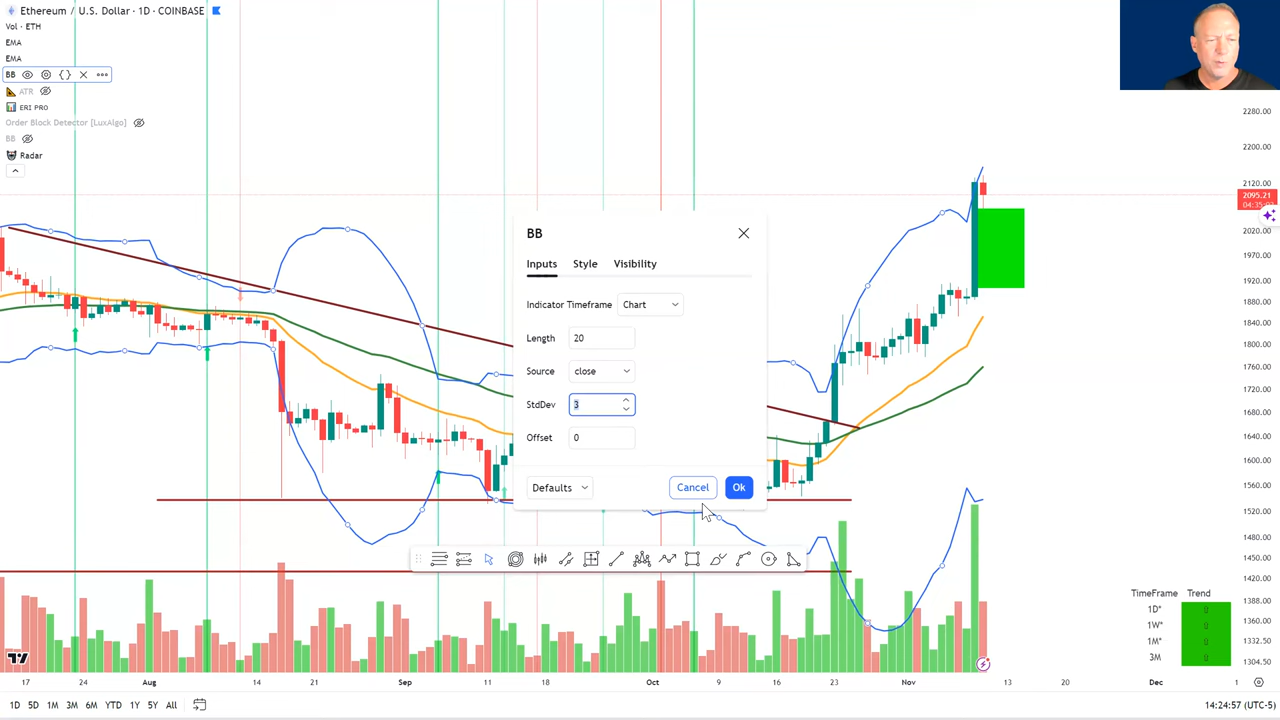 Ethereum / U.S. Dollar · 1D · COINBASE
Vol · ETH
EMA
EMA
BB
ATR
ERI PRO
Order Block Detector [LuxAlgo]
BB
Radar
BB
Inputs Style Visibility
Indicator Timeframe Chart
Length 20
Source close
StdDev 3
Offset 0
Defaults Cancel Ok
2280.00
2200.00
2120.00
2095.21
2020.00
1970.00
1920.00
1880.00
1840.00
1800.00
1760.00
1720.00
1680.00
1640.00
1600.00
1560.00
1520.00
1480.00
1450.00
1420.00
1388.00
1360.00
1332.50
1304.50
TimeFrame Trend
1D* 0
1W* 0
1M* 0
3M 0
17 24 Aug 14 21 Sep 11 18 Oct 9 16 23 Nov 13 20 Dec 1
1D 5D 1M 3M 6M YTD 1Y 5Y All 14:24:57 (UTC-5)